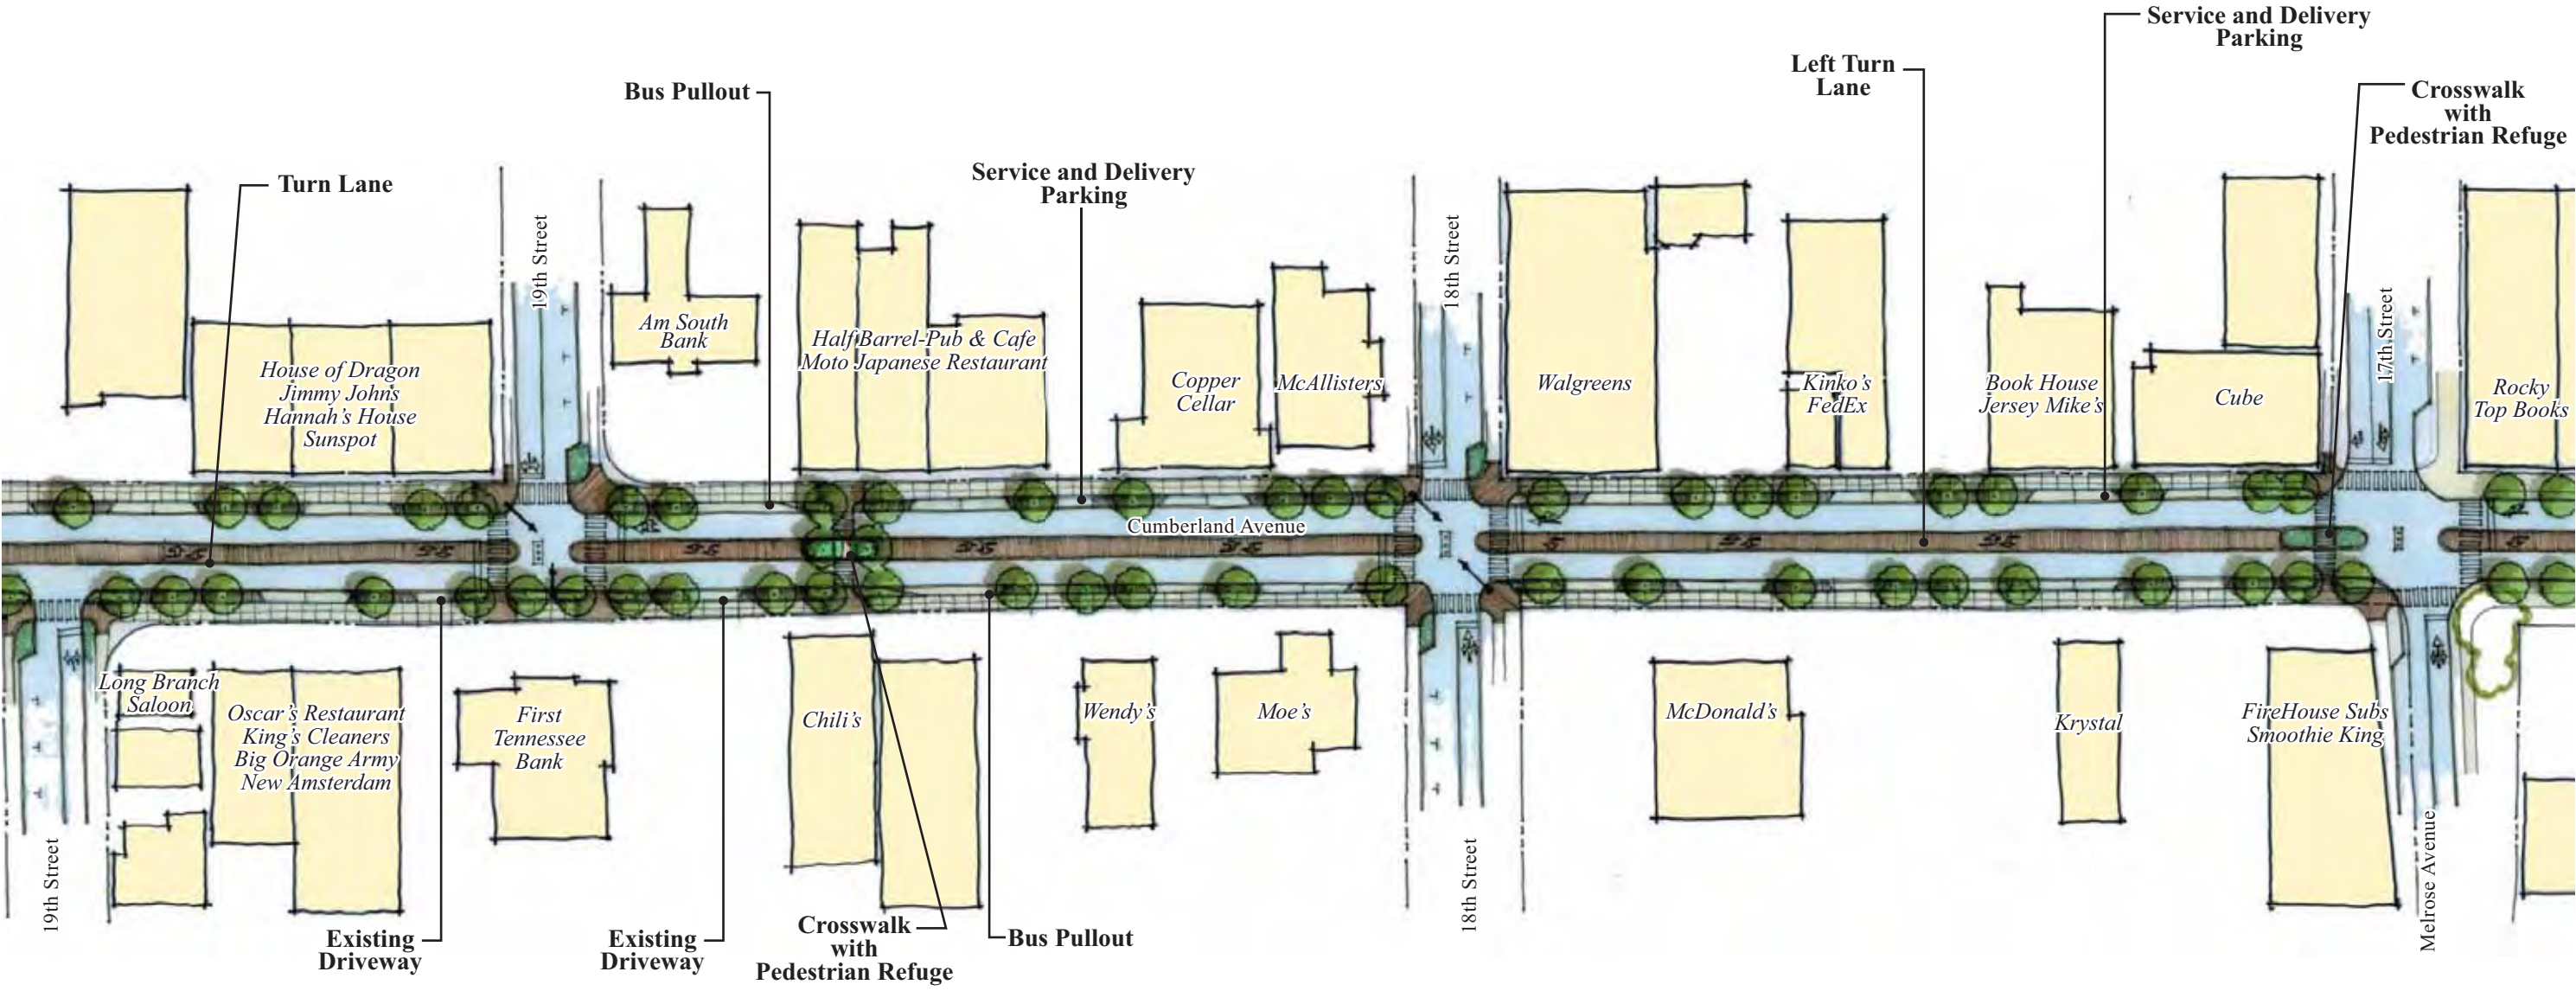 Service and Delivery
Parking
Left Turn
Lane
Crosswalk
with
Pedestrian Refuge
Bus Pullout
Service and Delivery
Parking
Turn Lane
19th Street
18th Street
17th Street
Am South
Bank
Half Barrel-Pub & Cafe
Moto Japanese Restaurant
House of Dragon
Jimmy Johns
Hannah's House
Sunspot
Copper
Cellar
McAllisters
Walgreens
Kinko's
FedEx
Book House
Jersey Mike's
Cube
Rocky
Top Books
Cumberland Avenue
Long Branch
Saloon
Oscar's Restaurant
King's Cleaners
Big Orange Army
New Amsterdam
First
Tennessee
Bank
Chili's
Wendy's
Moe's
McDonald's
Krystal
FireHouse Subs
Smoothie King
19th Street
18th Street
Melrose Avenue
Existing
Driveway
Existing
Driveway
Crosswalk
with
Pedestrian Refuge
Bus Pullout